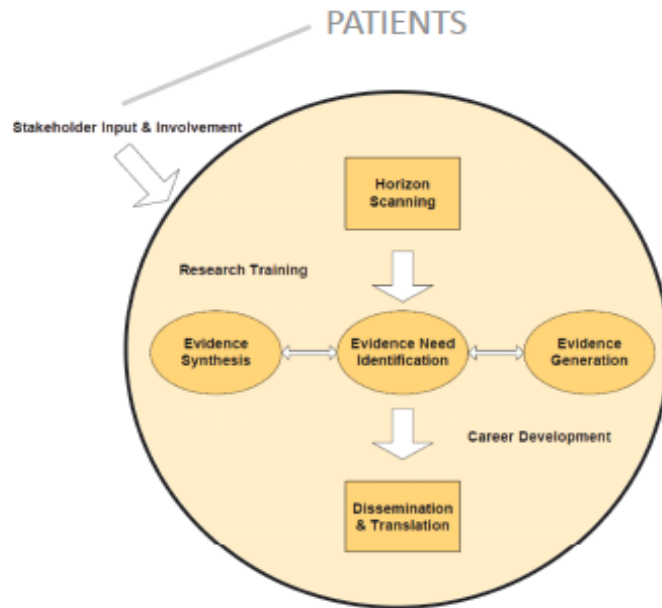 PATIENTS
Stakeholder Input & Involvement
Horizon
Scanning
Research Training
Evidence
Synthesis
Evidence Need
Identification
Evidence
Generation
Career Development
Dissemination
& Translation